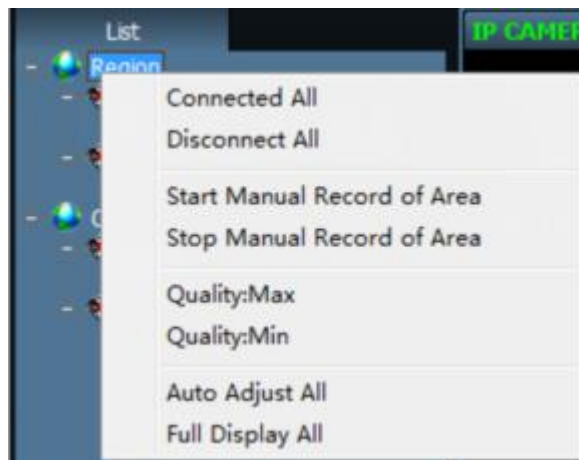 List
IP CAMER
Region
Connected All
Disconnect All
Start Manual Record of Area
Stop Manual Record of Area
Quality:Max
Quality:Min
Auto Adjust All
Full Display All